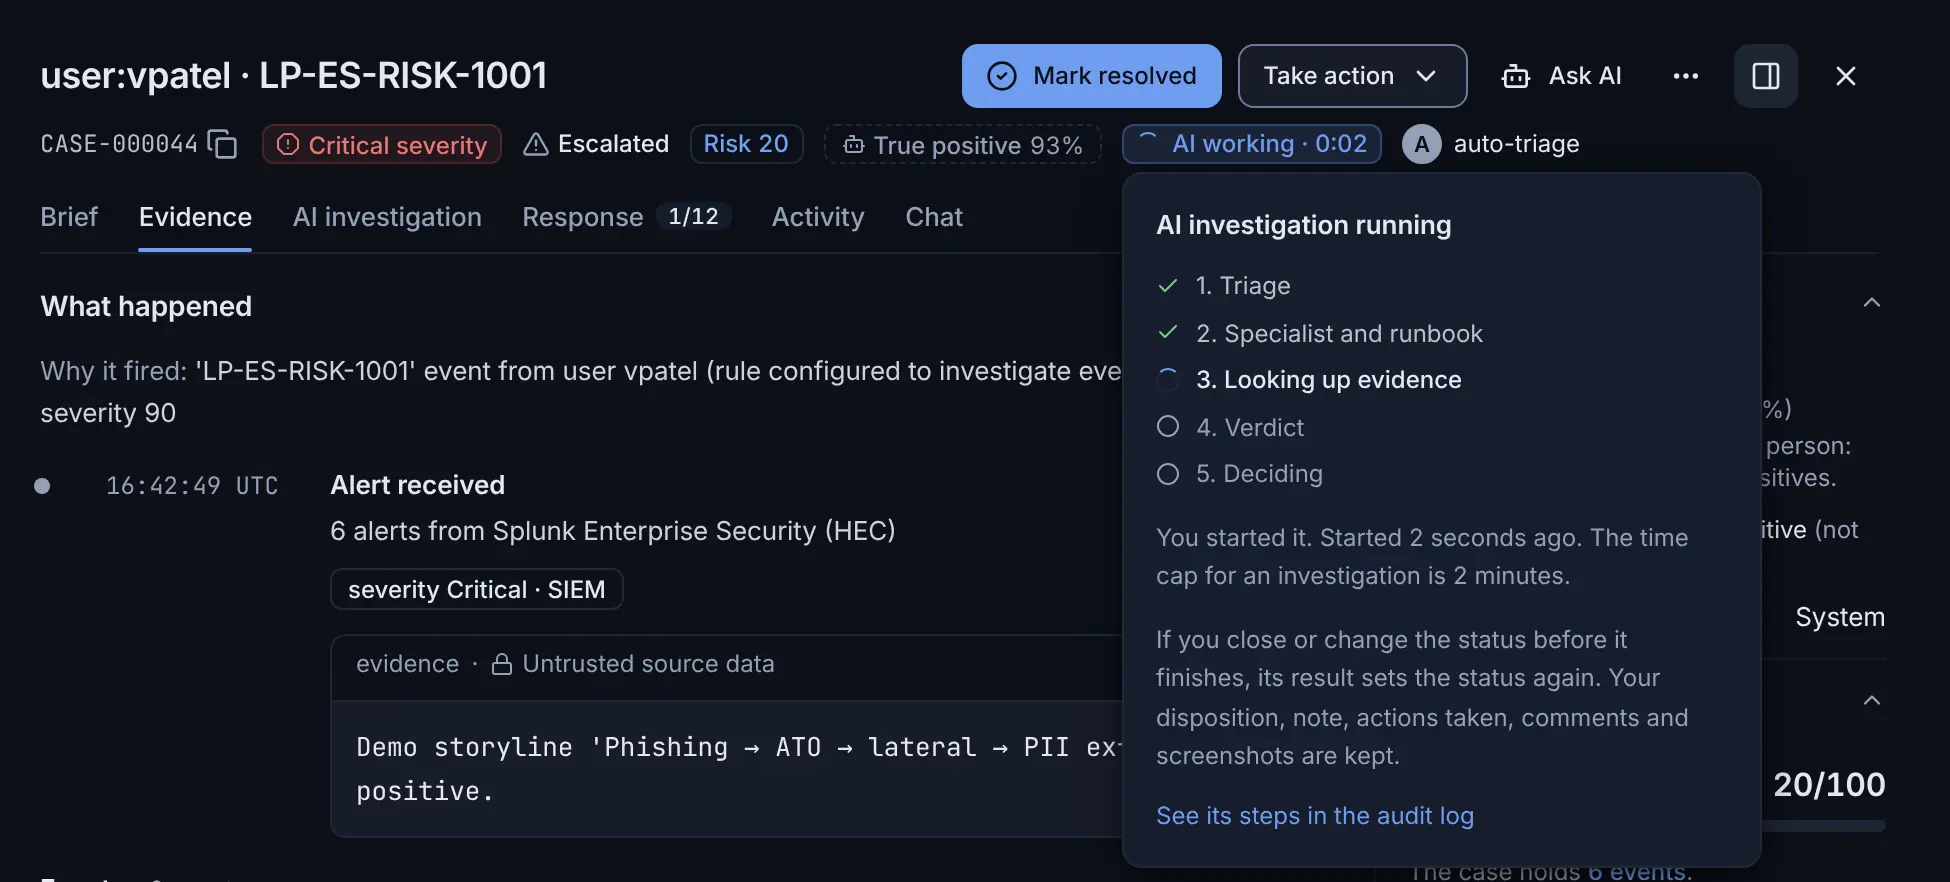 user:vpatel · LP-ES-RISK-1001
Mark resolved
Take action
Ask AI
CASE-000044
Critical severity
Escalated
Risk 20
True positive 93%
AI working · 0:02
A
auto-triage
Brief
Evidence
AI investigation
Response 1/12
Activity
Chat
What happened
Why it fired: 'LP-ES-RISK-1001' event from user vpatel (rule configured to investigate
severity 90
16:42:49 UTC
Alert received
6 alerts from Splunk Enterprise Security (HEC)
severity Critical · SIEM
evidence · Untrusted source data
Demo storyline 'Phishing → ATO → lateral → PII
positive.
AI investigation running
1. Triage
2. Specialist and runbook
3. Looking up evidence
4. Verdict
5. Deciding
You started it. Started 2 seconds ago. The time
cap for an investigation is 2 minutes.
If you close or change the status before it
finishes, its result sets the status again. Your
disposition, note, actions taken, comments and
screenshots are kept.
See its steps in the audit log
%)
person:
(not
System
20/100
The case holds 6 events.